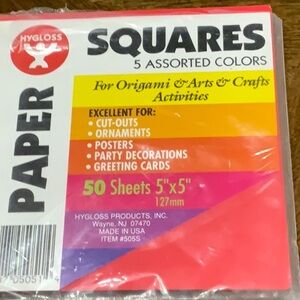 HYGLOSS
PAPER
SQUARES
5 ASSORTED COLORS
For Origami & Arts & Crafts
Activities
EXCELLENT FOR:
• CUT-OUTS
• ORNAMENTS
• POSTERS
• PARTY DECORATIONS
• GREETING CARDS
50 Sheets 5"x5"
127mm
HYGLOSS PRODUCTS, INC.
Wayne, NJ 07470
MADE IN USA
ITEM #5055